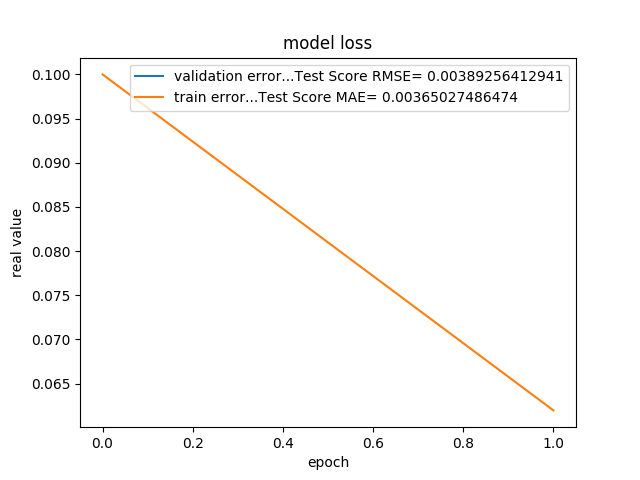 model loss
validation error...Test Score RMSE= 0.00389256412941
train error...Test Score MAE= 0.00365027486474
real value
0.100
0.095
0.090
0.085
0.080
0.075
0.070
0.065
0.0 0.2 0.4 0.6 0.8 1.0
epoch